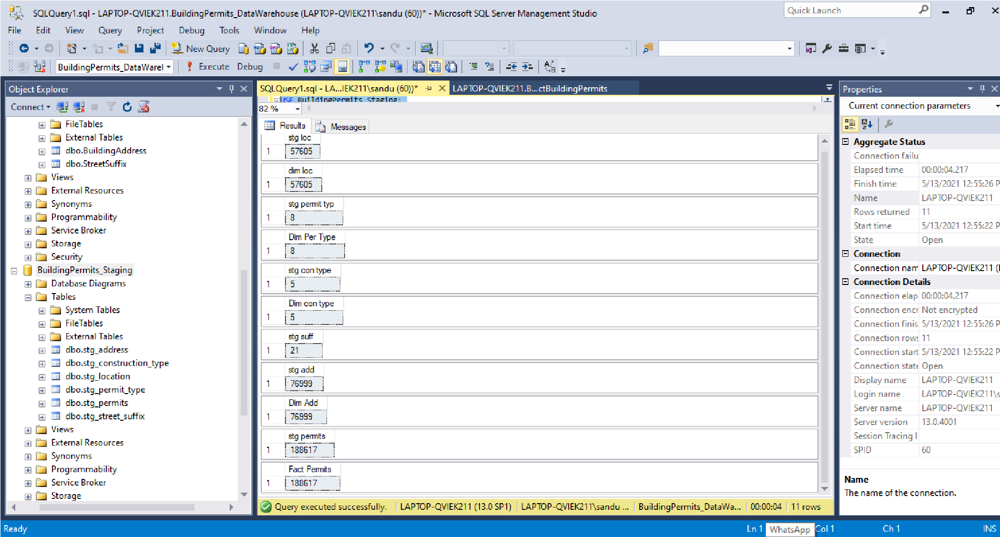 SQLQuery1.sql - LAPTOP-QVIEK211.BuildingPermits_DataWarehouse (LAPTOP-QVIEK211\sandu (60))* - Microsoft SQL Server Management Studio
Quick Launch
File Edit View Query Project Debug Tools Window Help
New Query
BuildingPermits_DataWareh Execute Debug
Object Explorer
Connect
FileTables
External Tables
dbo.BuildingAddress
dbo.StreetSuffix
Views
External Resources
Synonyms
Programmability
Service Broker
Storage
Security
BuildingPermits_Staging
Database Diagrams
Tables
System Tables
FileTables
External Tables
dbo.stg_address
dbo.stg_construction_type
dbo.stg_location
dbo.stg_permit_type
dbo.stg_permits
dbo.stg_street_suffix
Views
External Resources
Synonyms
Programmability
Service Broker
Storage
SQLQuery1.sql - LA...IEK211\sandu (60))* LAPTOP-QVIEK211.B...ctBuildingPermits
USE BuildingPermits_Staging;
82 %
Results Messages
stg loc
1 57605
dim loc
1 57605
stg permit typ
1 8
Dim Per Type
1 8
stg con type
1 5
Dim con type
1 5
stg suff
1 21
stg add
1 76999
Dim Add
1 76999
stg permits
1 188617
Fact Permits
1 188617
Query executed successfully. LAPTOP-QVIEK211 (13.0 SP1) LAPTOP-QVIEK211\sandu ... BuildingPermits_DataWa... 00:00:04 11 rows
Properties
Current connection parameters
Aggregate Status
Connection failu
Elapsed time 00:00:04.217
Finish time 5/13/2021 12:55:26 P
Name LAPTOP-QVIEK211
Rows returned 11
Start time 5/13/2021 12:55:22 P
State Open
Connection
Connection nam LAPTOP-QVIEK211 (
Connection Details
Connection elap 00:00:04.217
Connection encr Not encrypted
Connection finis 5/13/2021 12:55:26 P
Connection rows 11
Connection start 5/13/2021 12:55:22 P
Connection state Open
Display name LAPTOP-QVIEK211
Login name LAPTOP-QVIEK211\s
Server name LAPTOP-QVIEK211
Server version 13.0.4001
Session Tracing I
SPID 60
Name
The name of the connection.
Ready Ln 1 WhatsApp Col 1 Ch 1 INS